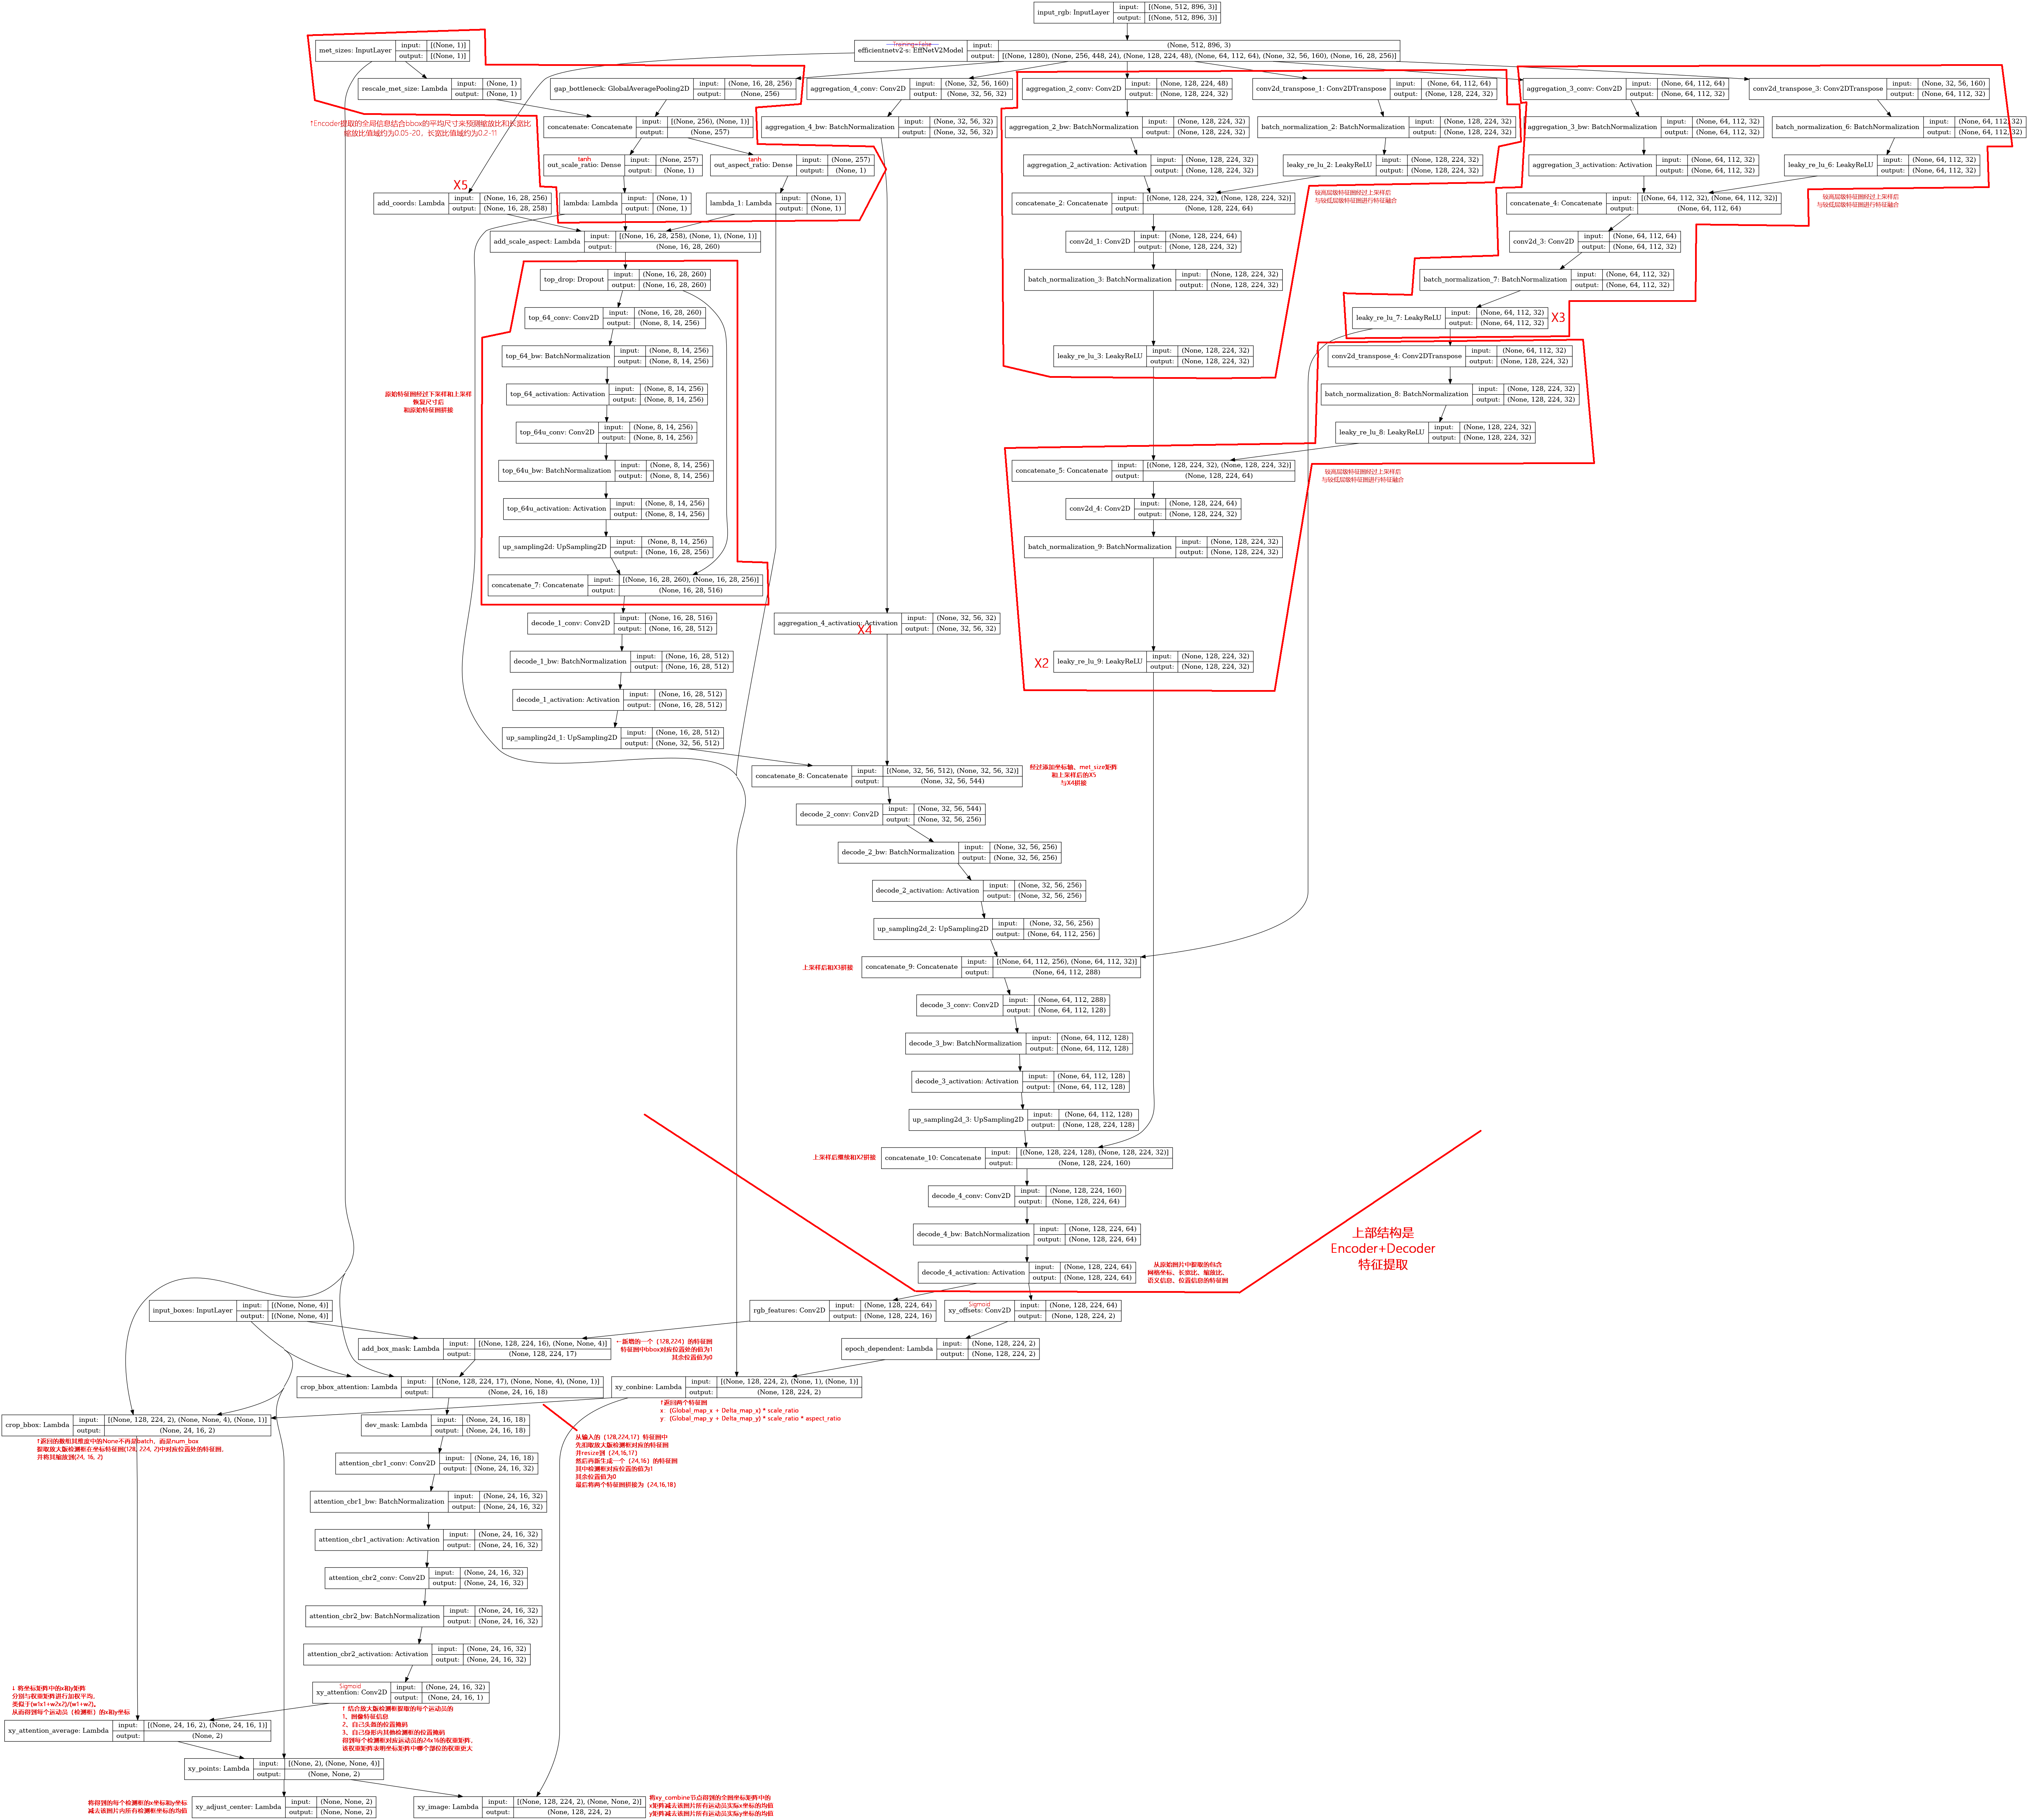 input_rgb: InputLayer
input: [(None, 512, 896, 3)]
output: [(None, 512, 896, 3)]
met_sizes: InputLayer
input: [(None, 1)]
output: [(None, 1)]
Training=False
efficientnetv2-s: EffNetV2Model
input: (None, 512, 896, 3)
output: [(None, 1280), (None, 256, 448, 24), (None, 128, 224, 48), (None, 64, 112, 64), (None, 32, 56, 160), (None, 16, 28, 256)]
rescale_met_size: Lambda
input: (None, 1)
output: (None, 1)
gap_bottleneck: GlobalAveragePooling2D
input: (None, 16, 28, 256)
output: (None, 256)
aggregation_4_conv: Conv2D
input: (None, 32, 56, 160)
output: (None, 32, 56, 32)
aggregation_2_conv: Conv2D
input: (None, 128, 224, 48)
output: (None, 128, 224, 32)
conv2d_transpose_1: Conv2DTranspose
input: (None, 64, 112, 64)
output: (None, 128, 224, 32)
aggregation_3_conv: Conv2D
input: (None, 64, 112, 64)
output: (None, 64, 112, 32)
conv2d_transpose_3: Conv2DTranspose
input: (None, 32, 56, 160)
output: (None, 64, 112, 32)
↑Encoder提取的全局信息结合bbox的平均尺寸来预测缩放比和长宽比
缩放比值域约为0.05-20、长宽比值域约为0.2-11
concatenate: Concatenate
input: [(None, 256), (None, 1)]
output: (None, 257)
aggregation_4_bw: BatchNormalization
input: (None, 32, 56, 32)
output: (None, 32, 56, 32)
aggregation_2_bw: BatchNormalization
input: (None, 128, 224, 32)
output: (None, 128, 224, 32)
batch_normalization_2: BatchNormalization
input: (None, 128, 224, 32)
output: (None, 128, 224, 32)
aggregation_3_bw: BatchNormalization
input: (None, 64, 112, 32)
output: (None, 64, 112, 32)
batch_normalization_6: BatchNormalization
input: (None, 64, 112, 32)
output: (None, 64, 112, 32)
tanh
out_scale_ratio: Dense
input: (None, 257)
output: (None, 1)
tanh
out_aspect_ratio: Dense
input: (None, 257)
output: (None, 1)
aggregation_2_activation: Activation
input: (None, 128, 224, 32)
output: (None, 128, 224, 32)
leaky_re_lu_2: LeakyReLU
input: (None, 128, 224, 32)
output: (None, 128, 224, 32)
aggregation_3_activation: Activation
input: (None, 64, 112, 32)
output: (None, 64, 112, 32)
leaky_re_lu_6: LeakyReLU
input: (None, 64, 112, 32)
output: (None, 64, 112, 32)
X5
add_coords: Lambda
input: (None, 16, 28, 256)
output: (None, 16, 28, 258)
lambda: Lambda
input: (None, 1)
output: (None, 1)
lambda_1: Lambda
input: (None, 1)
output: (None, 1)
concatenate_2: Concatenate
input: [(None, 128, 224, 32), (None, 128, 224, 32)]
output: (None, 128, 224, 64)
较高层级特征图经过上采样后
与较低层级特征图进行特征融合
concatenate_4: Concatenate
input: [(None, 64, 112, 32), (None, 64, 112, 32)]
output: (None, 64, 112, 64)
较高层级特征图经过上采样后
与较低层级特征图进行特征融合
add_scale_aspect: Lambda
input: [(None, 16, 28, 258), (None, 1), (None, 1)]
output: (None, 16, 28, 260)
conv2d_1: Conv2D
input: (None, 128, 224, 64)
output: (None, 128, 224, 32)
conv2d_3: Conv2D
input: (None, 64, 112, 64)
output: (None, 64, 112, 32)
top_drop: Dropout
input: (None, 16, 28, 260)
output: (None, 16, 28, 260)
batch_normalization_3: BatchNormalization
input: (None, 128, 224, 32)
output: (None, 128, 224, 32)
batch_normalization_7: BatchNormalization
input: (None, 64, 112, 32)
output: (None, 64, 112, 32)
top_64_conv: Conv2D
input: (None, 16, 28, 260)
output: (None, 8, 14, 256)
leaky_re_lu_7: LeakyReLU
input: (None, 64, 112, 32)
output: (None, 64, 112, 32)
X3
top_64_bw: BatchNormalization
input: (None, 8, 14, 256)
output: (None, 8, 14, 256)
leaky_re_lu_3: LeakyReLU
input: (None, 128, 224, 32)
output: (None, 128, 224, 32)
conv2d_transpose_4: Conv2DTranspose
input: (None, 64, 112, 32)
output: (None, 128, 224, 32)
原始特征图经过下采样和上采样
恢复尺寸后
和原始特征图拼接
top_64_activation: Activation
input: (None, 8, 14, 256)
output: (None, 8, 14, 256)
batch_normalization_8: BatchNormalization
input: (None, 128, 224, 32)
output: (None, 128, 224, 32)
top_64u_conv: Conv2D
input: (None, 8, 14, 256)
output: (None, 8, 14, 256)
leaky_re_lu_8: LeakyReLU
input: (None, 128, 224, 32)
output: (None, 128, 224, 32)
top_64u_bw: BatchNormalization
input: (None, 8, 14, 256)
output: (None, 8, 14, 256)
concatenate_5: Concatenate
input: [(None, 128, 224, 32), (None, 128, 224, 32)]
output: (None, 128, 224, 64)
较高层级特征图经过上采样后
与较低层级特征图进行特征融合
top_64u_activation: Activation
input: (None, 8, 14, 256)
output: (None, 8, 14, 256)
conv2d_4: Conv2D
input: (None, 128, 224, 64)
output: (None, 128, 224, 32)
up_sampling2d: UpSampling2D
input: (None, 8, 14, 256)
output: (None, 16, 28, 256)
batch_normalization_9: BatchNormalization
input: (None, 128, 224, 32)
output: (None, 128, 224, 32)
concatenate_7: Concatenate
input: [(None, 16, 28, 260), (None, 16, 28, 256)]
output: (None, 16, 28, 516)
decode_1_conv: Conv2D
input: (None, 16, 28, 516)
output: (None, 16, 28, 512)
aggregation_4_activation: Activation
input: (None, 32, 56, 32)
output: (None, 32, 56, 32)
X4
decode_1_bw: BatchNormalization
input: (None, 16, 28, 512)
output: (None, 16, 28, 512)
X2
leaky_re_lu_9: LeakyReLU
input: (None, 128, 224, 32)
output: (None, 128, 224, 32)
decode_1_activation: Activation
input: (None, 16, 28, 512)
output: (None, 16, 28, 512)
up_sampling2d_1: UpSampling2D
input: (None, 16, 28, 512)
output: (None, 32, 56, 512)
concatenate_8: Concatenate
input: [(None, 32, 56, 512), (None, 32, 56, 32)]
output: (None, 32, 56, 544)
经过添加坐标轴、met_size矩阵
和上采样后的X5
与X4拼接
decode_2_conv: Conv2D
input: (None, 32, 56, 544)
output: (None, 32, 56, 256)
decode_2_bw: BatchNormalization
input: (None, 32, 56, 256)
output: (None, 32, 56, 256)
decode_2_activation: Activation
input: (None, 32, 56, 256)
output: (None, 32, 56, 256)
up_sampling2d_2: UpSampling2D
input: (None, 32, 56, 256)
output: (None, 64, 112, 256)
上采样后和X3拼接
concatenate_9: Concatenate
input: [(None, 64, 112, 256), (None, 64, 112, 32)]
output: (None, 64, 112, 288)
decode_3_conv: Conv2D
input: (None, 64, 112, 288)
output: (None, 64, 112, 128)
decode_3_bw: BatchNormalization
input: (None, 64, 112, 128)
output: (None, 64, 112, 128)
decode_3_activation: Activation
input: (None, 64, 112, 128)
output: (None, 64, 112, 128)
up_sampling2d_3: UpSampling2D
input: (None, 64, 112, 128)
output: (None, 128, 224, 128)
上采样后继续和X2拼接
concatenate_10: Concatenate
input: [(None, 128, 224, 128), (None, 128, 224, 32)]
output: (None, 128, 224, 160)
decode_4_conv: Conv2D
input: (None, 128, 224, 160)
output: (None, 128, 224, 64)
decode_4_bw: BatchNormalization
input: (None, 128, 224, 64)
output: (None, 128, 224, 64)
上部结构是
Encoder+Decoder
特征提取
decode_4_activation: Activation
input: (None, 128, 224, 64)
output: (None, 128, 224, 64)
从原始图片中提取的包含
网格坐标、长宽比、缩放比、
语义信息、位置信息的特征图
input_boxes: InputLayer
input: [(None, None, 4)]
output: [(None, None, 4)]
rgb_features: Conv2D
input: (None, 128, 224, 64)
output: (None, 128, 224, 16)
Sigmoid
xy_offsets: Conv2D
input: (None, 128, 224, 64)
output: (None, 128, 224, 2)
add_box_mask: Lambda
input: [(None, 128, 224, 16), (None, None, 4)]
output: (None, 128, 224, 17)
←新增的一个（128,224）的特征图
特征图中bbox对应位置处的值为1
其余位置值为0
epoch_dependent: Lambda
input: (None, 128, 224, 2)
output: (None, 128, 224, 2)
crop_bbox_attention: Lambda
input: [(None, 128, 224, 17), (None, None, 4), (None, 1)]
output: (None, 24, 16, 18)
xy_conbine: Lambda
input: [(None, 128, 224, 2), (None, 1), (None, 1)]
output: (None, 128, 224, 2)
↑返回两个特征图
x: (Global_map_x + Delta_map_x) * scale_ratio
y: (Global_map_y + Delta_map_y) * scale_ratio * aspect_ratio
crop_bbox: Lambda
input: [(None, 128, 224, 2), (None, None, 4), (None, 1)]
output: (None, 24, 16, 2)
↑返回的数组其维度中的None不再是batch，而是num_box
提取放大版检测框在坐标特征图(128, 224, 2)中对应位置处的特征图，
并将其缩放到(24, 16, 2)
dev_mask: Lambda
input: (None, 24, 16, 18)
output: (None, 24, 16, 18)
从输入的（128,224,17）特征图中
先扣取放大版检测框对应的特征图
并resize到（24,16,17）
然后再新生成一个（24,16）的特征图
其中检测框对应位置的值为1
其余位置值为0
最后将两个特征图拼接为（24,16,18）
attention_cbr1_conv: Conv2D
input: (None, 24, 16, 18)
output: (None, 24, 16, 32)
attention_cbr1_bw: BatchNormalization
input: (None, 24, 16, 32)
output: (None, 24, 16, 32)
attention_cbr1_activation: Activation
input: (None, 24, 16, 32)
output: (None, 24, 16, 32)
attention_cbr2_conv: Conv2D
input: (None, 24, 16, 32)
output: (None, 24, 16, 32)
attention_cbr2_bw: BatchNormalization
input: (None, 24, 16, 32)
output: (None, 24, 16, 32)
attention_cbr2_activation: Activation
input: (None, 24, 16, 32)
output: (None, 24, 16, 32)
Sigmoid
xy_attention: Conv2D
input: (None, 24, 16, 32)
output: (None, 24, 16, 1)
↓ 将坐标矩阵中的x和y矩阵
分别与权重矩阵进行加权平均，
类似于(w1x1+w2x2)/(w1+w2)，
从而得到每个运动员（检测框）的x和y坐标
xy_attention_average: Lambda
input: [(None, 24, 16, 2), (None, 24, 16, 1)]
output: (None, 2)
↑ 结合放大版检测框提取的每个运动员的
1、图像特征信息
2、自己头盔的位置掩码
3、自己身形内其他检测框的位置掩码
得到每个检测框对应运动员的24x16的权重矩阵，
该权重矩阵表明坐标矩阵中哪个部位的权重更大
xy_points: Lambda
input: [(None, 2), (None, None, 4)]
output: (None, None, 2)
将得到的每个检测框的x坐标和y坐标
减去该图片内所有检测框坐标的均值
xy_adjust_center: Lambda
input: (None, None, 2)
output: (None, None, 2)
xy_image: Lambda
input: [(None, 128, 224, 2), (None, None, 2)]
output: (None, 128, 224, 2)
将xy_combine节点得到的全图坐标矩阵中的
x矩阵减去该图片所有运动员实际x坐标的均值
y矩阵减去该图片所有运动员实际y坐标的均值